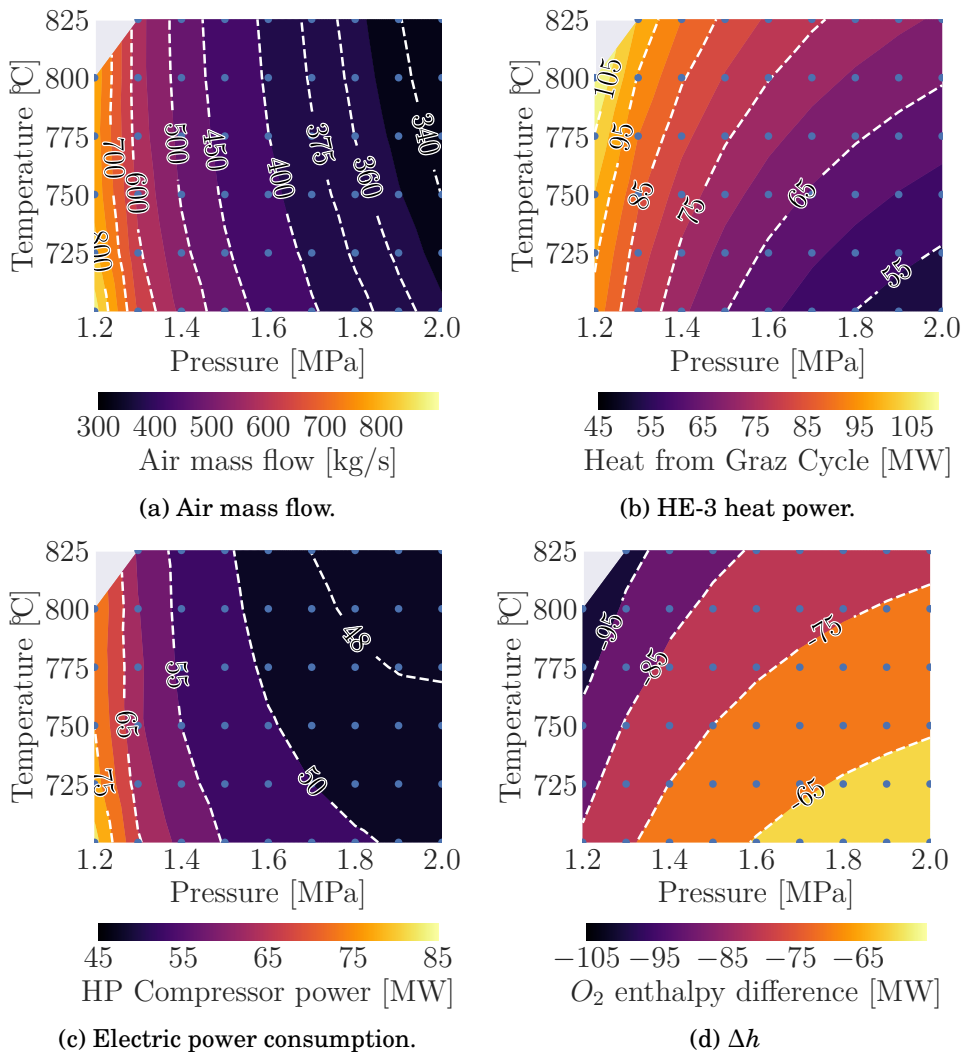 825
800
775
750
725
Temperature [°C]
800
700
600
500
450
400
375
360
340
1.2 1.4 1.6 1.8 2.0
Pressure [MPa]
300 400 500 600 700 800
Air mass flow [kg/s]
(a) Air mass flow.
825
800
775
750
725
Temperature [°C]
105
95
85
75
65
55
1.2 1.4 1.6 1.8 2.0
Pressure [MPa]
45 55 65 75 85 95 105
Heat from Graz Cycle [MW]
(b) HE-3 heat power.
825
800
775
750
725
Temperature [°C]
75
65
55
50
48
1.2 1.4 1.6 1.8 2.0
Pressure [MPa]
45 55 65 75 85
HP Compressor power [MW]
(c) Electric power consumption.
825
800
775
750
725
Temperature [°C]
-95
-85
-75
-65
1.2 1.4 1.6 1.8 2.0
Pressure [MPa]
−105 −95 −85 −75 −65
O₂ enthalpy difference [MW]
(d) Δh